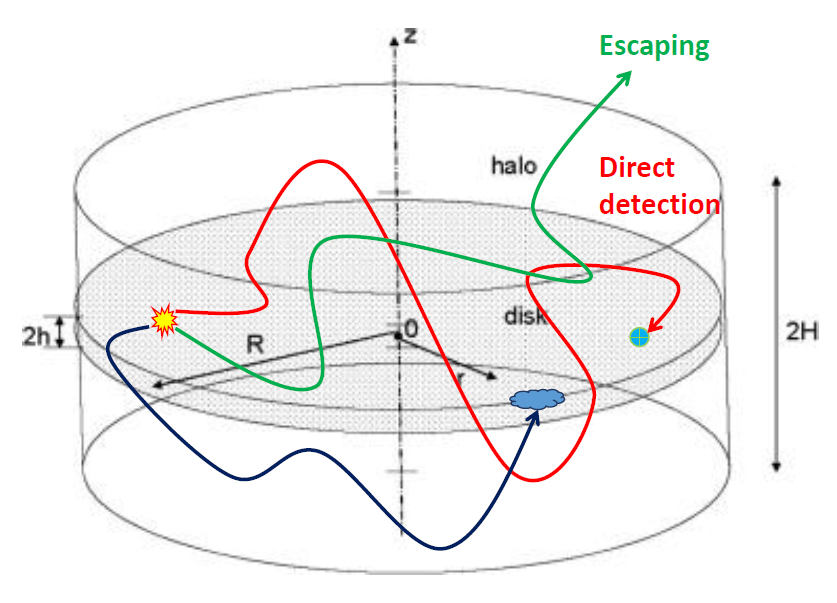 z
Escaping
halo
Direct
detection
disk
0
2h
R
r
2H